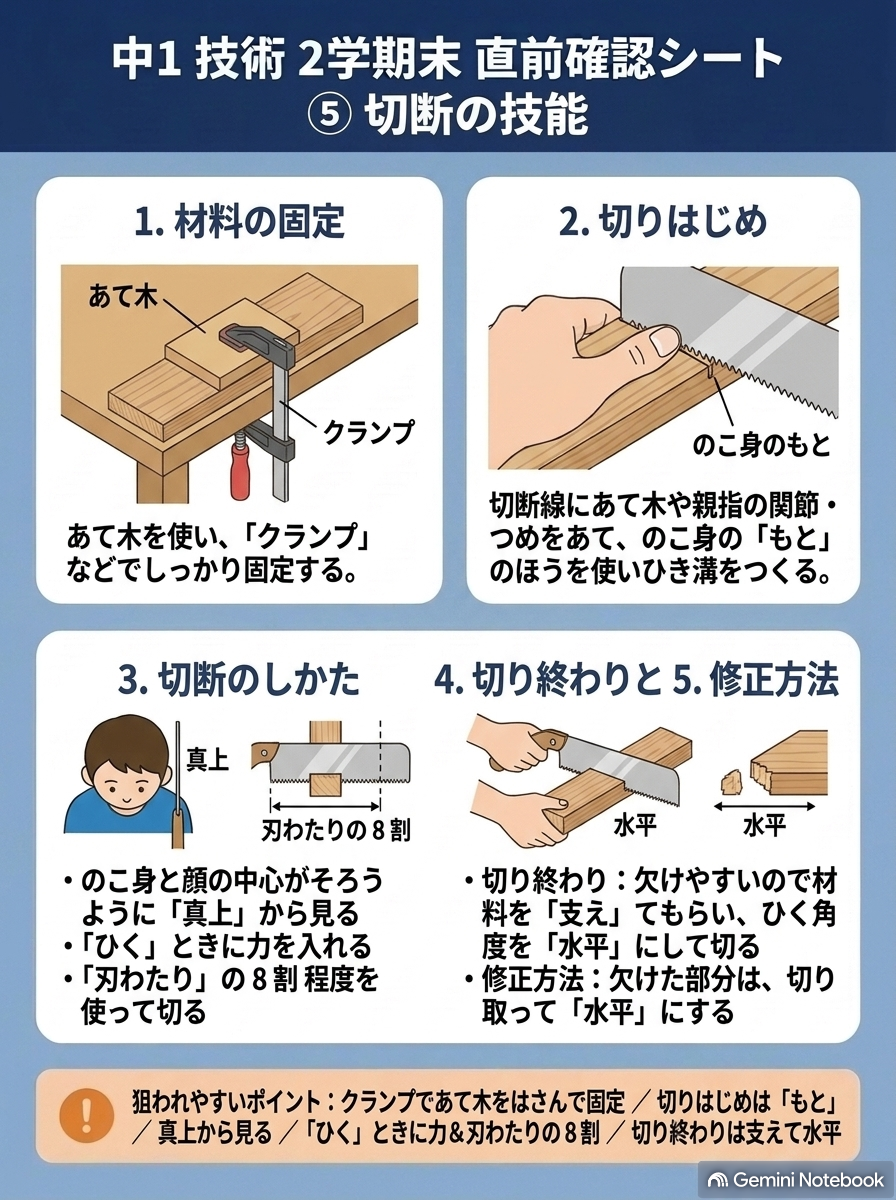 中1 技術 2学期末 直前確認シート
⑤ 切断の技能
1. 材料の固定
あて木
クランプ
あて木を使い、「クランプ」
などでしっかり固定する。
2. 切りはじめ
のこ身のもと
切断線にあて木や親指の関節・
つめをあて、のこ身の「もと」
のほうを使いひき溝をつくる。
3. 切断のしかた
真上
刃わたりの8割
・のこ身と顔の中心がそろう
ように「真上」から見る
・「ひく」ときに力を入れる
・「刃わたり」の8割 程度を
使って切る
4. 切り終わりと 5. 修正方法
水平
水平
・切り終わり：欠けやすいので材
料を「支え」てもらい、ひく角
度を「水平」にして切る
・修正方法：欠けた部分は、切り
取って「水平」にする
!
狙われやすいポイント：クランプであて木をはさんで固定 ／ 切りはじめは「もと」
／ 真上から見る ／「ひく」ときに力＆刃わたりの8割 ／ 切り終わりは支えて水平
Gemini Notebook